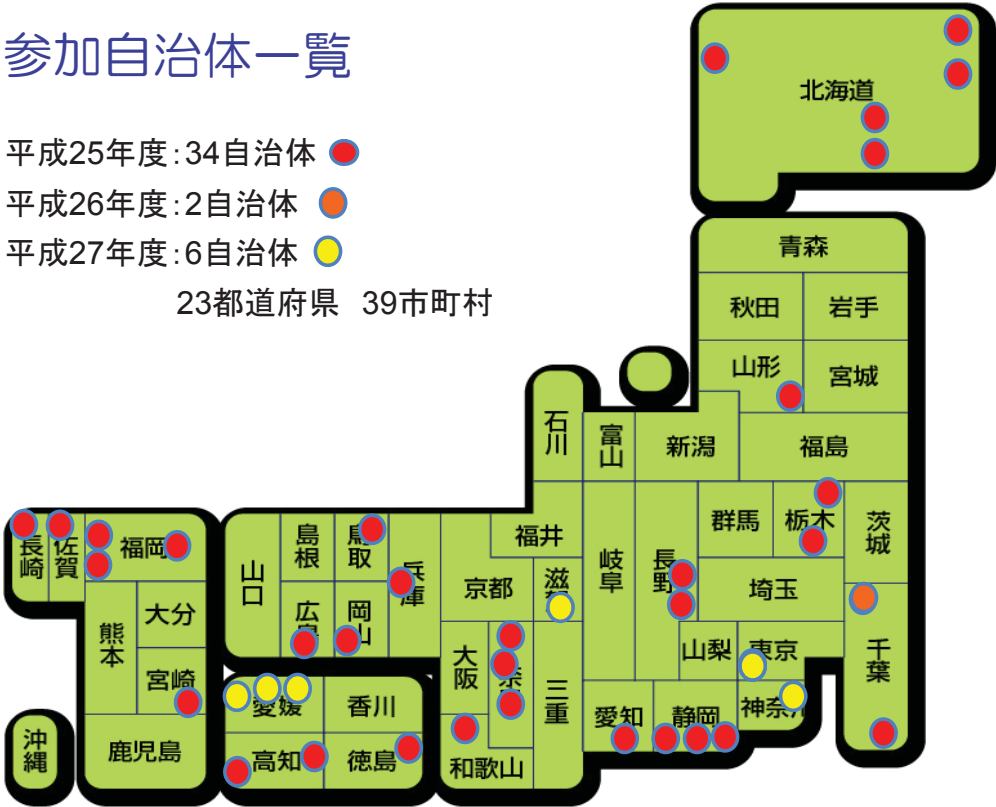 参加自治体一覧
平成25年度：34自治体
平成26年度：2自治体
平成27年度：6自治体
23都道府県　39市町村
北海道
青森
秋田
岩手
山形
宮城
石川
富山
新潟
福島
群馬
栃木
茨城
福井
岐阜
長野
埼玉
京都
滋賀
山梨
東京
千葉
神奈川
静岡
愛知
三重
大阪
和歌山
兵庫
鳥取
島根
岡山
広島
山口
香川
愛媛
徳島
高知
福岡
佐賀
長崎
大分
熊本
宮崎
鹿児島
沖縄